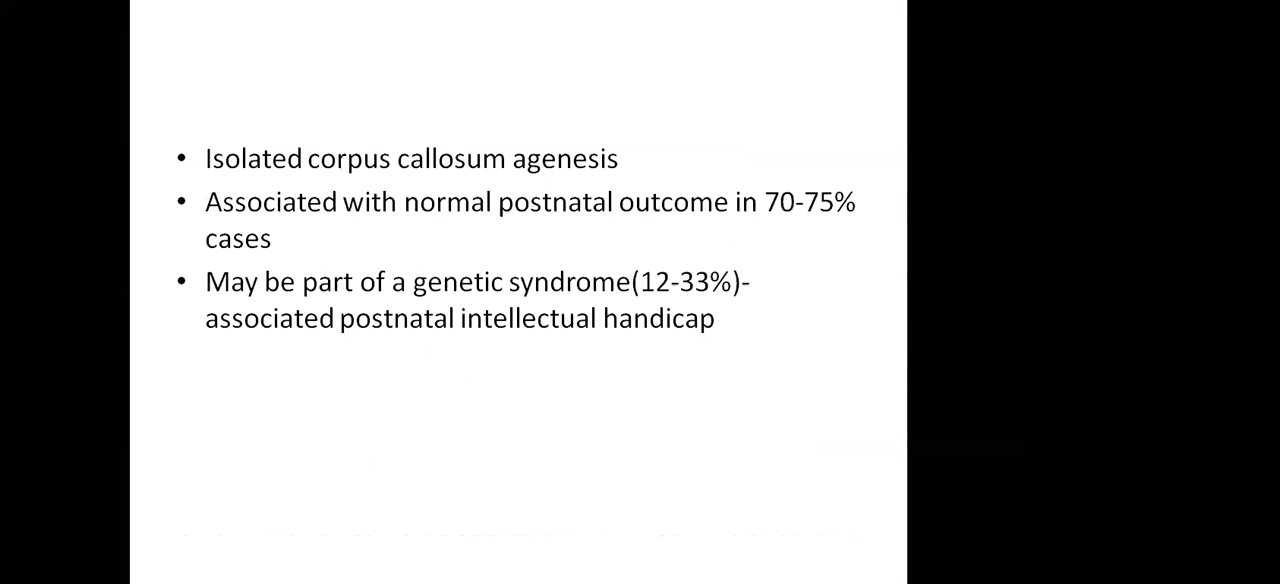 • Isolated corpus callosum agenesis
• Associated with normal postnatal outcome in 70-75%
cases
• May be part of a genetic syndrome(12-33%)-
associated postnatal intellectual handicap